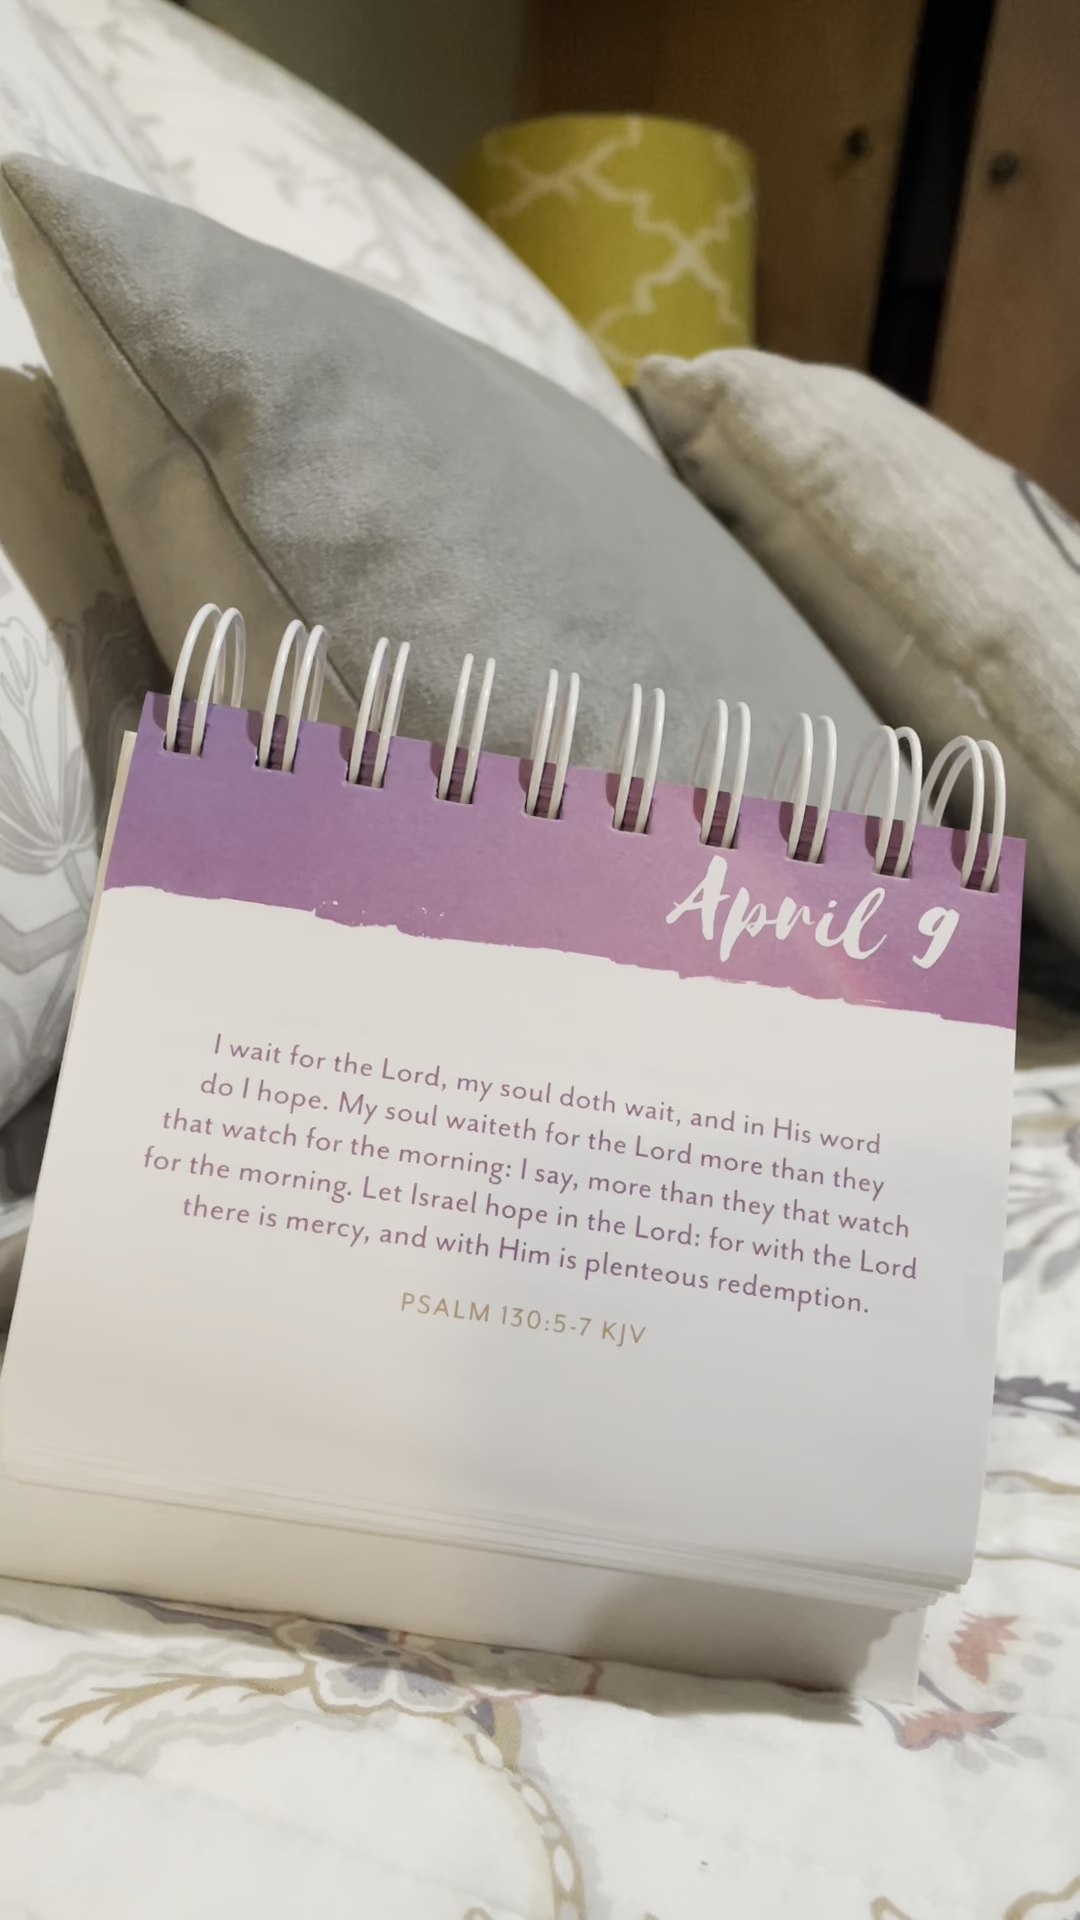 April 9
I wait for the Lord, my soul doth wait, and in His word
do I hope. My soul waiteth for the Lord more than they
that watch for the morning: I say, more than they that watch
for the morning. Let Israel hope in the Lord: for with the Lord
there is mercy, and with Him is plenteous redemption.
PSALM 130:5-7 KJV